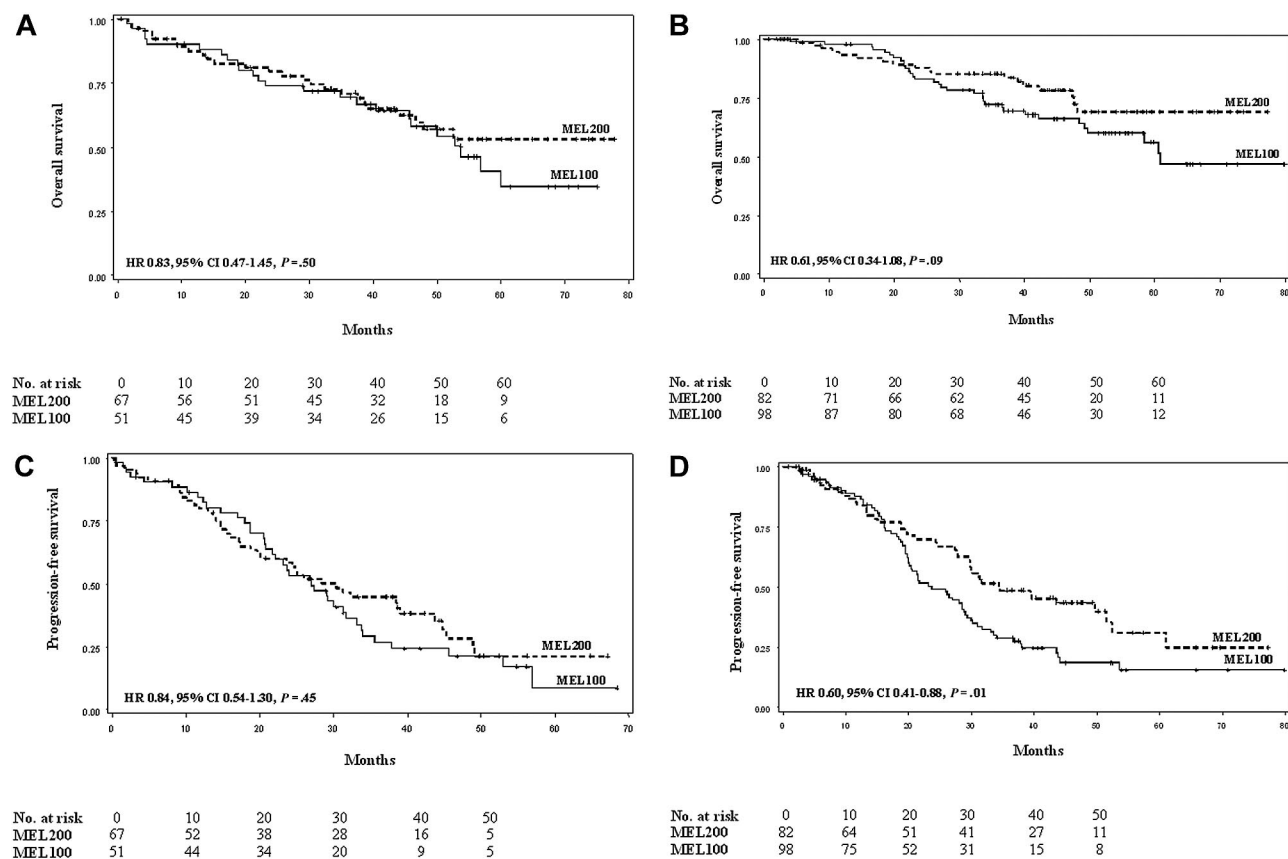 A
1.00
0.75
0.50
0.25
0.00
Overall survival
MEL200
MEL100
HR 0.83, 95% CI 0.47-1.45, P = .50
0 10 20 30 40 50 60 70 80
Months
No. at risk 0 10 20 30 40 50 60
MEL200 67 56 51 45 32 18 9
MEL100 51 45 39 34 26 15 6
B
1.00
0.75
0.50
0.25
0.00
Overall survival
MEL200
MEL100
HR 0.61, 95% CI 0.34-1.08, P = .09
0 10 20 30 40 50 60 70 80
Months
No. at risk 0 10 20 30 40 50 60
MEL200 82 71 66 62 45 20 11
MEL100 98 87 80 68 46 30 12
C
1.00
0.75
0.50
0.25
0.00
Progression-free survival
MEL200
MEL100
HR 0.84, 95% CI 0.54-1.30, P = .45
0 10 20 30 40 50 60 70
Months
No. at risk 0 10 20 30 40 50
MEL200 67 52 38 28 16 5
MEL100 51 44 34 20 9 5
D
1.00
0.75
0.50
0.25
0.00
Progression-free survival
MEL200
MEL100
HR 0.60, 95% CI 0.41-0.88, P = .01
0 10 20 30 40 50 60 70 80
Months
No. at risk 0 10 20 30 40 50
MEL200 82 64 51 41 27 11
MEL100 98 75 52 31 15 8